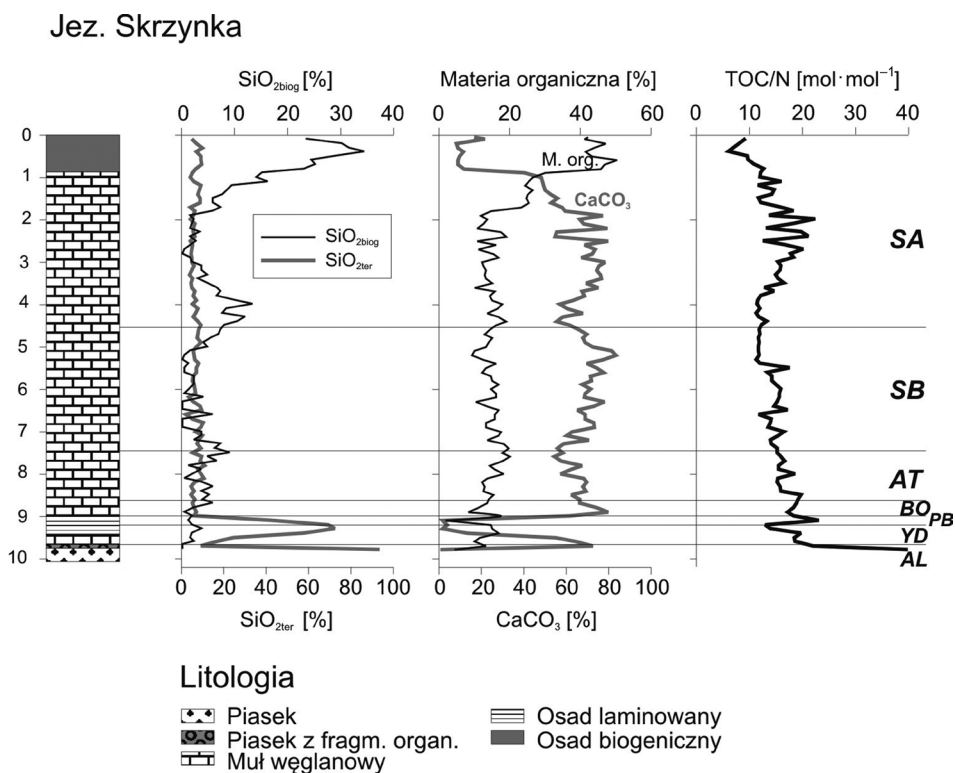 Jez. Skrzynka
SiO2biog [%]
Materia organiczna [%]
TOC/N [mol·mol⁻¹]
0 10 20 30 40
0 20 40 60
0 10 20 30 40
0
1
2
3
4
5
6
7
8
9
10
SiO2biog
SiO2ter
M. org.
CaCO3
SA
SB
AT
BO
PB
YD
AL
0 20 40 60 80 100
0 20 40 60 80 100
SiO2ter [%]
CaCO3 [%]
Litologia
Piasek
Piasek z fragm. organ.
Muł węglanowy
Osad laminowany
Osad biogeniczny